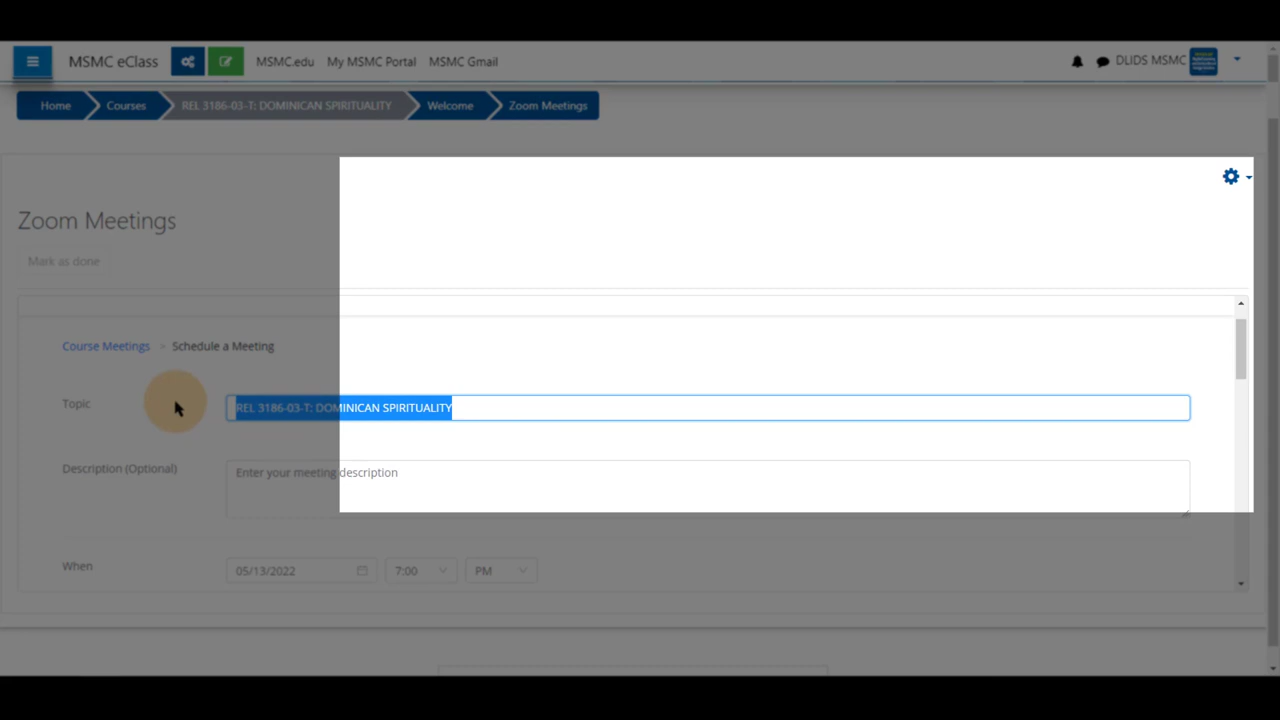 MSMC eClass MSMC.edu My MSMC Portal MSMC Gmail DLIDS MSMC
Home Courses REL 3186-03-T: DOMINICAN SPIRITUALITY Welcome Zoom Meetings
Zoom Meetings
Mark as done
Course Meetings > Schedule a Meeting
Topic REL 3186-03-T: DOMINICAN SPIRITUALITY
Description (Optional) Enter your meeting description
When 05/13/2022 7:00 PM